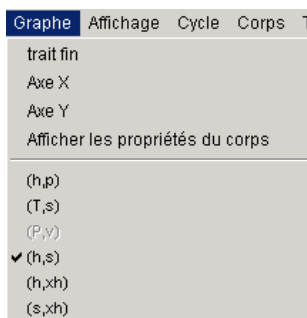 Graphe Affichage Cycle Corps
trait fin
Axe X
Axe Y
Afficher les propriétés du corps
(h,p)
(T,s)
(P,v)
(h,s)
(h,xh)
(s,xh)